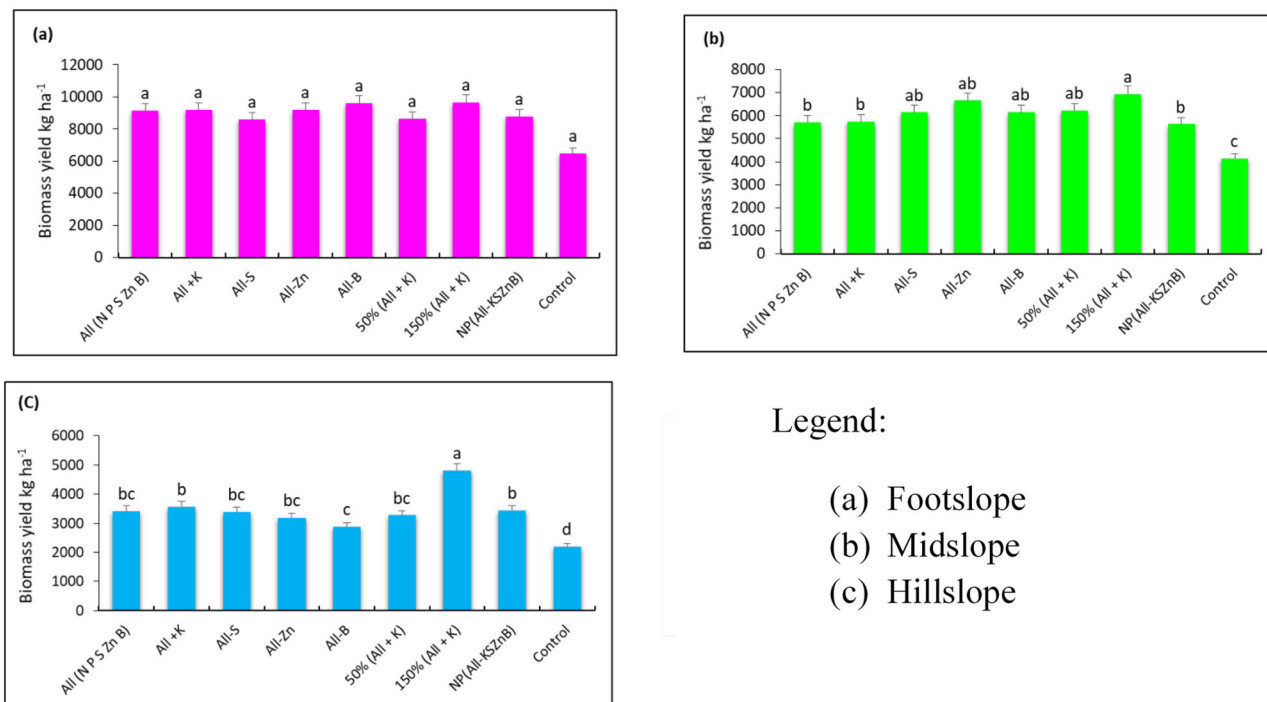 (a)
Biomass yield kg ha⁻¹
12000
10000
8000
6000
4000
2000
0
a a a a a a a a a
All (N P S Zn B)
All +K
All-S
All-Zn
All-B
50% (All + K)
150% (All + K)
NP(All-KSZnB)
Control
(b)
Biomass yield kg ha⁻¹
8000
7000
6000
5000
4000
3000
2000
1000
0
b b ab ab ab ab a b c
All (N P S Zn B)
All +K
All-S
All-Zn
All-B
50% (All + K)
150% (All + K)
NP(All-KSZnB)
Control
(C)
Biomass yield kg ha⁻¹
6000
5000
4000
3000
2000
1000
0
bc b bc bc c bc a b d
All (N P S Zn B)
All +K
All-S
All-Zn
All-B
50% (All + K)
150% (All + K)
NP(All-KSZnB)
Control
Legend:
(a) Footslope
(b) Midslope
(c) Hillslope